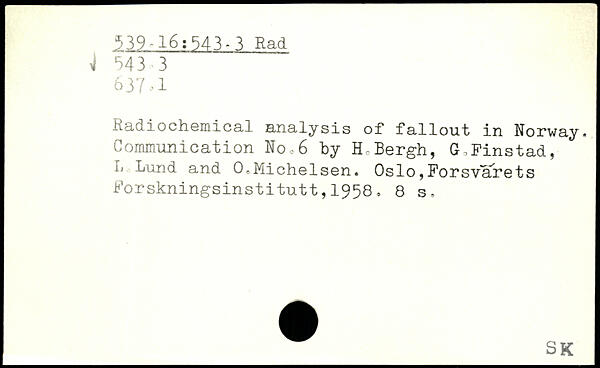 539.16:543.3 Rad
543.3
637.1
Radiochemical analysis of fallout in Norway.
Communication No.6 by H.Bergh, G.Finstad,
L.Lund and O.Michelsen. Oslo,Forsvarets
Forskningsinstitutt,1958. 8 s.
SK